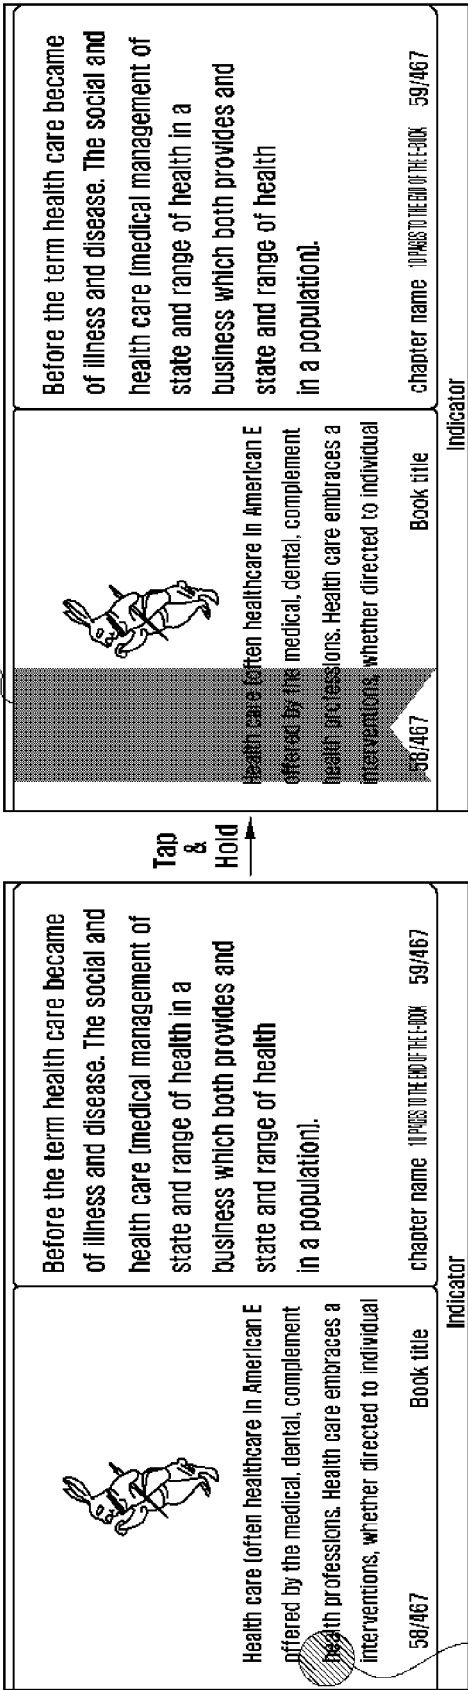 Health care (often healthcare in American E
offered by the medical, dental, complement
health professions. Health care embraces a
interventions, whether directed to individual
58/467 Book title
Before the term health care became
of illness and disease. The social and
health care (medical management of
state and range of health in a
business which both provides and
state and range of health
in a population).
chapter name 10 PAGES TO THE END OF THE E-BOOK 59/467
Indicator
Tap
&
Hold
Health care (often healthcare in American E
offered by the medical, dental, complement
health professions. Health care embraces a
interventions, whether directed to individual
58/467 Book title
Before the term health care became
of illness and disease. The social and
health care (medical management of
state and range of health in a
business which both provides and
state and range of health
in a population).
chapter name 10 PAGES TO THE END OF THE E-BOOK 59/467
Indicator